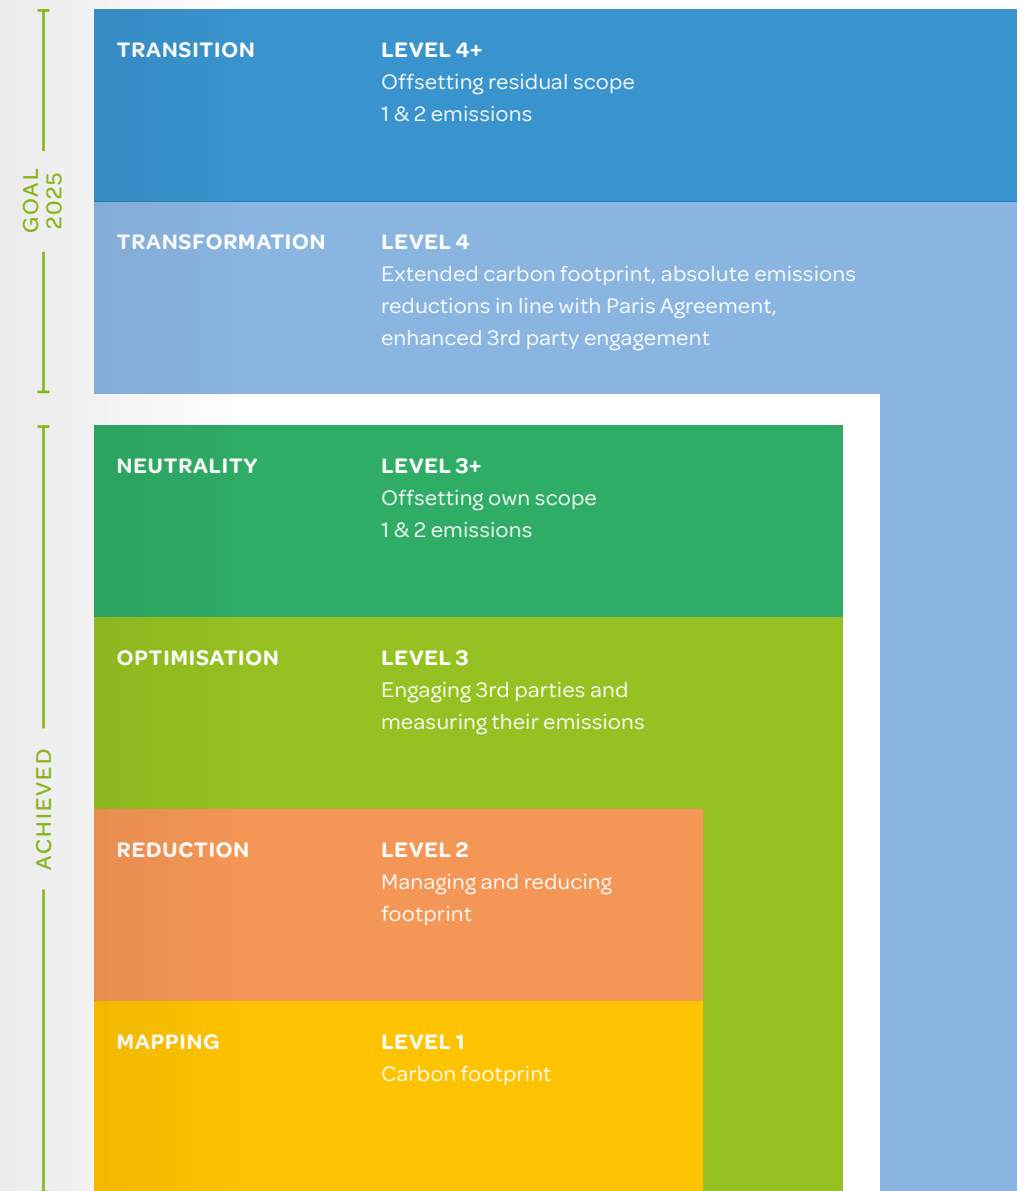 GOAL
2025
TRANSITION
LEVEL 4+
Offsetting residual scope
1 & 2 emissions
TRANSFORMATION
LEVEL 4
Extended carbon footprint, absolute emissions
reductions in line with Paris Agreement,
enhanced 3rd party engagement
ACHIEVED
NEUTRALITY
LEVEL 3+
Offsetting own scope
1 & 2 emissions
OPTIMISATION
LEVEL 3
Engaging 3rd parties and
measuring their emissions
REDUCTION
LEVEL 2
Managing and reducing
footprint
MAPPING
LEVEL 1
Carbon footprint